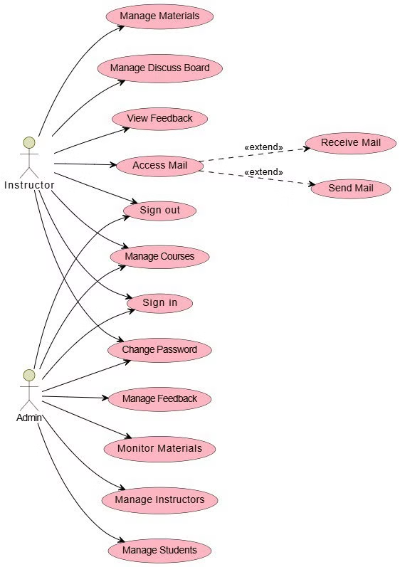 Manage Materials
Manage Discuss Board
View Feedback
Instructor
Access Mail
«extend»
Receive Mail
«extend»
Send Mail
Sign out
Manage Courses
Sign in
Change Password
Admin
Manage Feedback
Monitor Materials
Manage Instructors
Manage Students